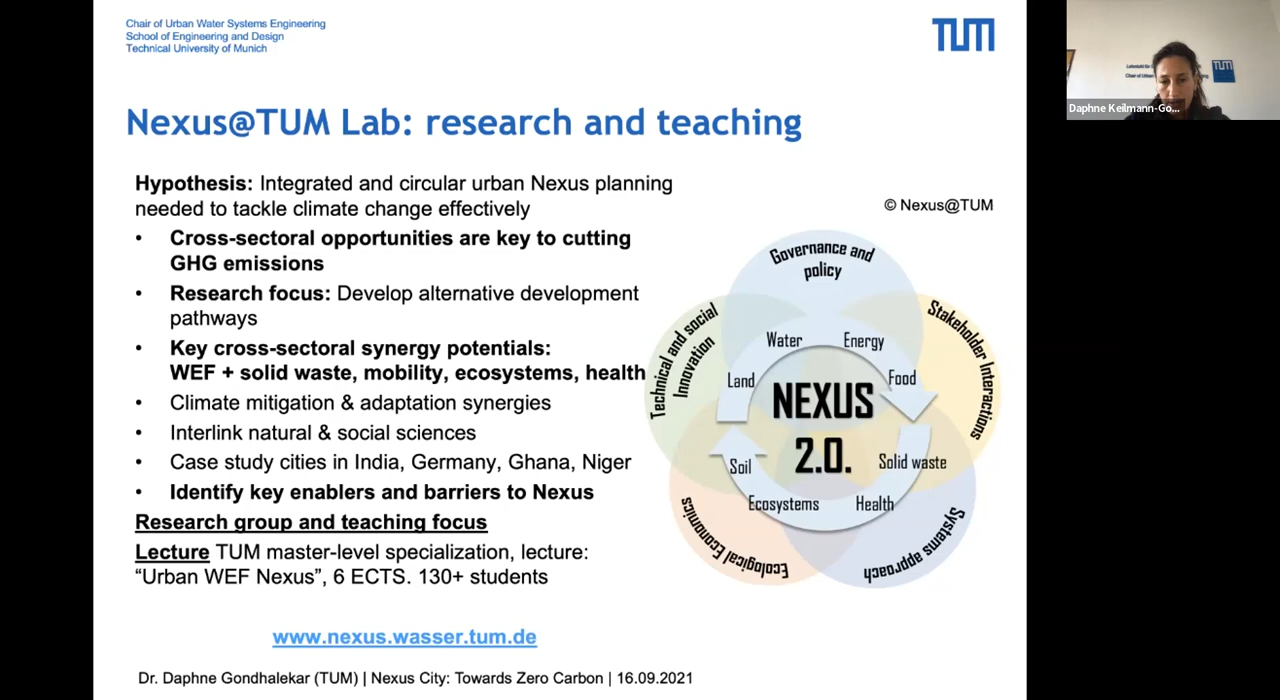 Chair of Urban Water Systems Engineering
School of Engineering and Design
Technical University of Munich
TUM
Nexus@TUM Lab: research and teaching
Hypothesis: Integrated and circular urban Nexus planning
needed to tackle climate change effectively
• Cross-sectoral opportunities are key to cutting
GHG emissions
• Research focus: Develop alternative development
pathways
• Key cross-sectoral synergy potentials:
WEF + solid waste, mobility, ecosystems, health
• Climate mitigation & adaptation synergies
• Interlink natural & social sciences
• Case study cities in India, Germany, Ghana, Niger
• Identify key enablers and barriers to Nexus
Research group and teaching focus
Lecture TUM master-level specialization, lecture:
“Urban WEF Nexus”, 6 ECTS. 130+ students
www.nexus.wasser.tum.de
Dr. Daphne Gondhalekar (TUM) | Nexus City: Towards Zero Carbon | 16.09.2021
© Nexus@TUM
Governance and
policy
Stakeholder Interactions
Systems approach
Ecological Economics
Technical and social
Innovation
Water
Energy
Food
Solid waste
Health
Ecosystems
Soil
Land
NEXUS
2.0.
TUM
Chair of Urban
Daphne Keilmann-Go...